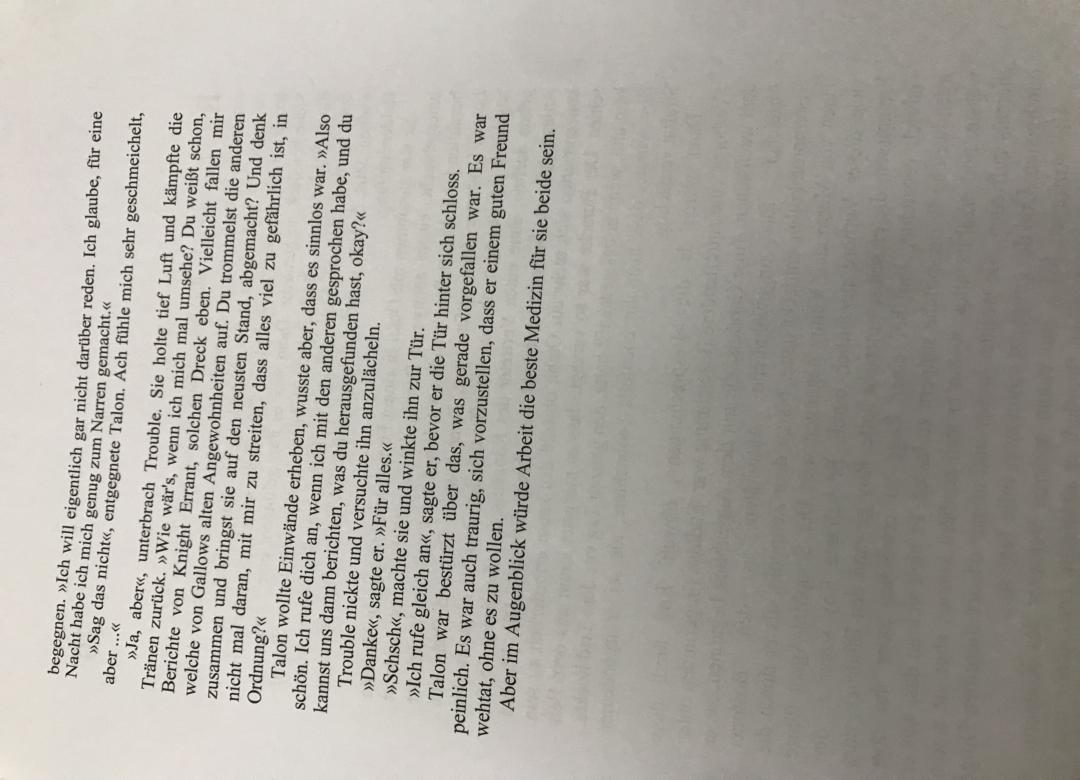 begegnen. »Ich will eigentlich gar nicht darüber reden. Ich glaube, für eine
Nacht habe ich mich genug zum Narren gemacht.«
»Sag das nicht«, entgegnete Talon. Ach fühle mich sehr geschmeichelt,
aber ...«
»Ja, aber«, unterbrach Trouble. Sie holte tief Luft und kämpfte die
Tränen zurück. »Wie wär's, wenn ich mich mal umsehe? Du weißt schon,
Berichte von Knight Errant, solchen Dreck eben. Vielleicht fallen mir
welche von Gallows alten Angewohnheiten auf. Du trommelst die anderen
zusammen und bringst sie auf den neusten Stand, abgemacht? Und denk
nicht mal daran, mit mir zu streiten, dass alles viel zu gefährlich ist, in
Ordnung?«
Talon wollte Einwände erheben, wusste aber, dass es sinnlos war. »Also
schön. Ich rufe dich an, wenn ich mit den anderen gesprochen habe, und du
kannst uns dann berichten, was du herausgefunden hast, okay?«
Trouble nickte und versuchte ihn anzulächeln.
»Danke«, sagte er. »Für alles.«
»Schsch«, machte sie und winkte ihn zur Tür.
»Ich rufe gleich an«, sagte er, bevor er die Tür hinter sich schloss.
Talon war bestürzt über das, was gerade vorgefallen war. Es war
peinlich. Es war auch traurig, sich vorzustellen, dass er einem guten Freund
wehtat, ohne es zu wollen.
Aber im Augenblick würde Arbeit die beste Medizin für sie beide sein.